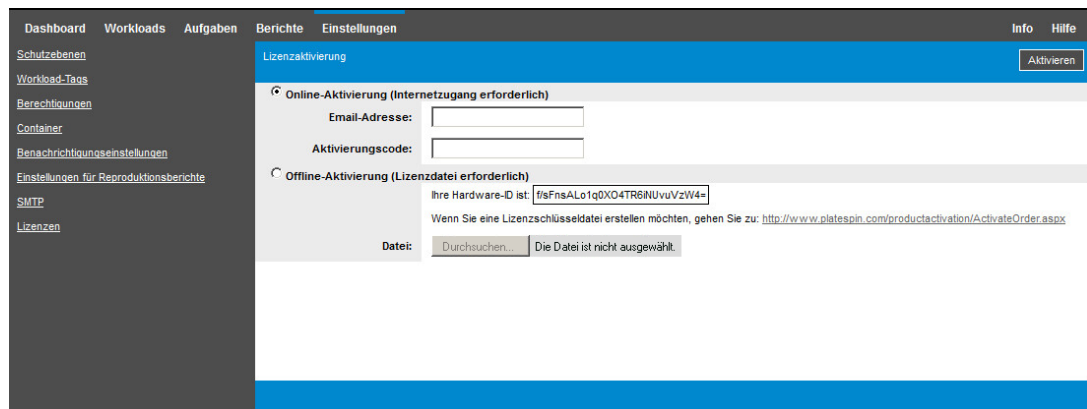 Dashboard Workloads Aufgaben Berichte Einstellungen Info Hilfe
Schutzebenen
Workload-Tags
Berechtigungen
Container
Benachrichtigungseinstellungen
Einstellungen für Reproduktionsberichte
SMTP
Lizenzen
Lizenzaktivierung
Aktivieren
Online-Aktivierung (Internetzugang erforderlich)
Email-Adresse:
Aktivierungscode:
Offline-Aktivierung (Lizenzdatei erforderlich)
Ihre Hardware-ID ist: f/sFnsALo1q0XO4TR6iNUvuVzW4=
Wenn Sie eine Lizenzschlüsseldatei erstellen möchten, gehen Sie zu: http://www.platespin.com/productactivation/ActivateOrder.aspx
Datei: Durchsuchen... Die Datei ist nicht ausgewählt.